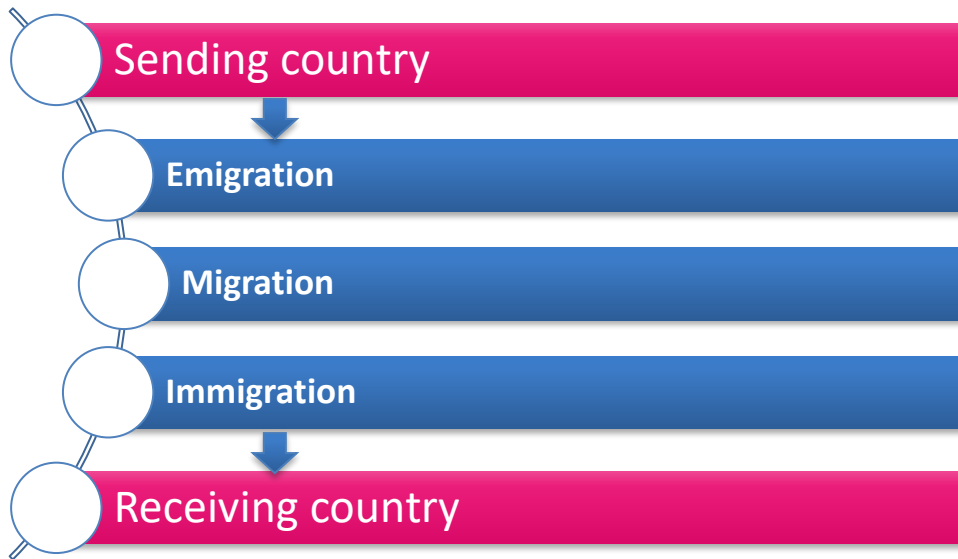 Sending country
Emigration
Migration
Immigration
Receiving country